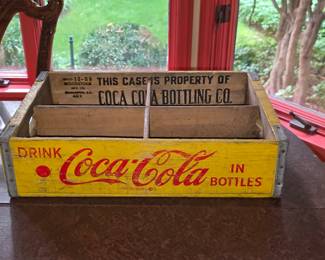 THIS CASE IS PROPERTY OF
COCA COLA BOTTLING CO.
DRINK
Coca-Cola
IN
BOTTLES